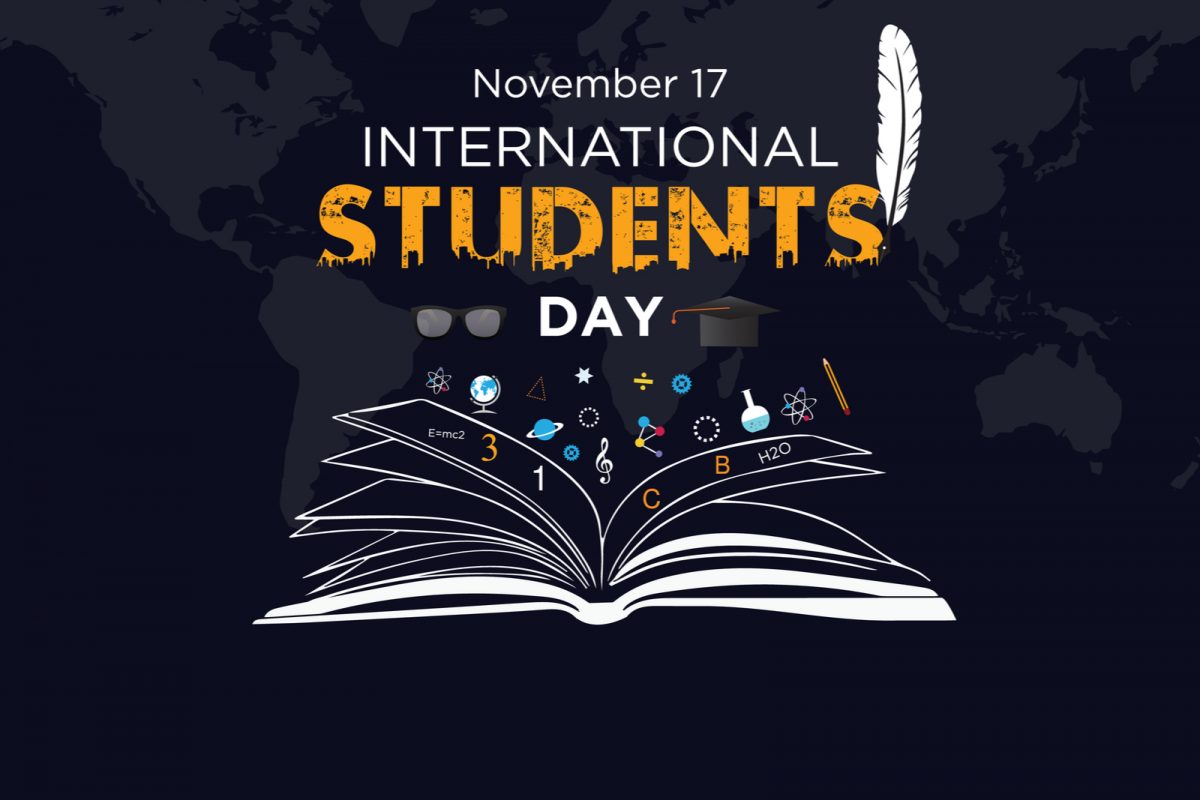 November 17
INTERNATIONAL
STUDENTS
DAY
÷
E=mc2
3
1
C
B
H2O